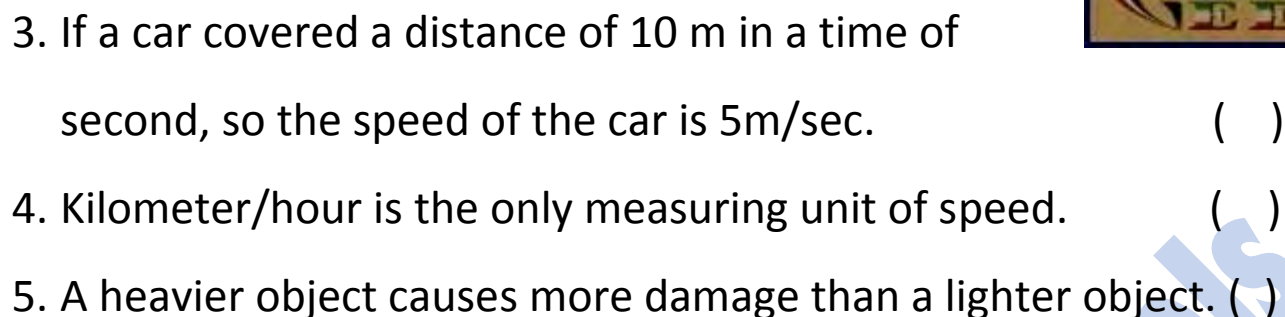 3. If a car covered a distance of 10 m in a time of
second, so the speed of the car is 5m/sec. ( )
4. Kilometer/hour is the only measuring unit of speed. ( )
5. A heavier object causes more damage than a lighter object. ( )